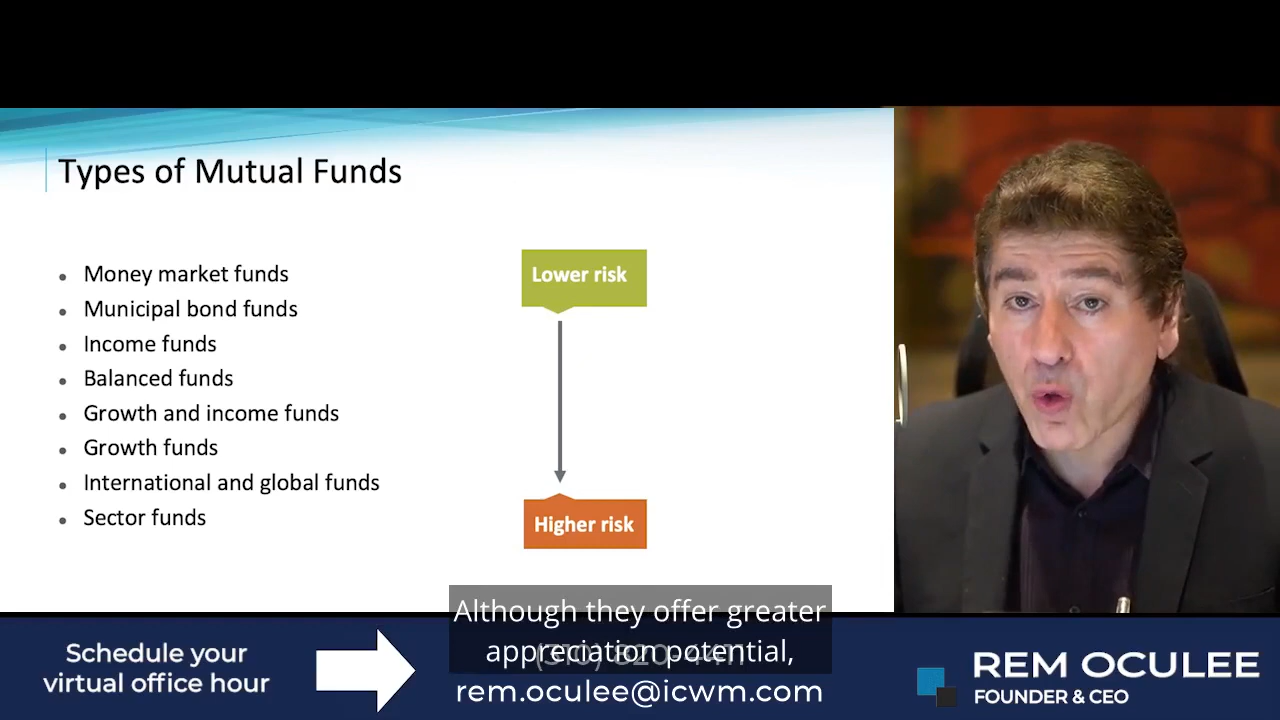 Types of Mutual Funds
Money market funds
Municipal bond funds
Income funds
Balanced funds
Growth and income funds
Growth funds
International and global funds
Sector funds
Lower risk
Higher risk
Although they offer greater
appreciation potential,
Schedule your
virtual office hour
rem.oculee@icwm.com
REM OCULEE
FOUNDER & CEO